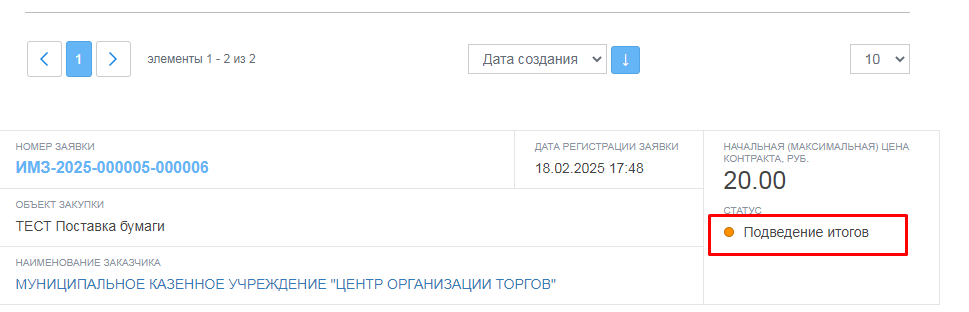 1
элементы 1 - 2 из 2
Дата создания
↓
10
НОМЕР ЗАЯВКИ
ИМЗ-2025-000005-000006
ДАТА РЕГИСТРАЦИИ ЗАЯВКИ
18.02.2025 17:48
НАЧАЛЬНАЯ (МАКСИМАЛЬНАЯ) ЦЕНА
КОНТРАКТА, РУБ.
20.00
СТАТУС
Подведение итогов
ОБЪЕКТ ЗАКУПКИ
ТЕСТ Поставка бумаги
НАИМЕНОВАНИЕ ЗАКАЗЧИКА
МУНИЦИПАЛЬНОЕ КАЗЕННОЕ УЧРЕЖДЕНИЕ "ЦЕНТР ОРГАНИЗАЦИИ ТОРГОВ"